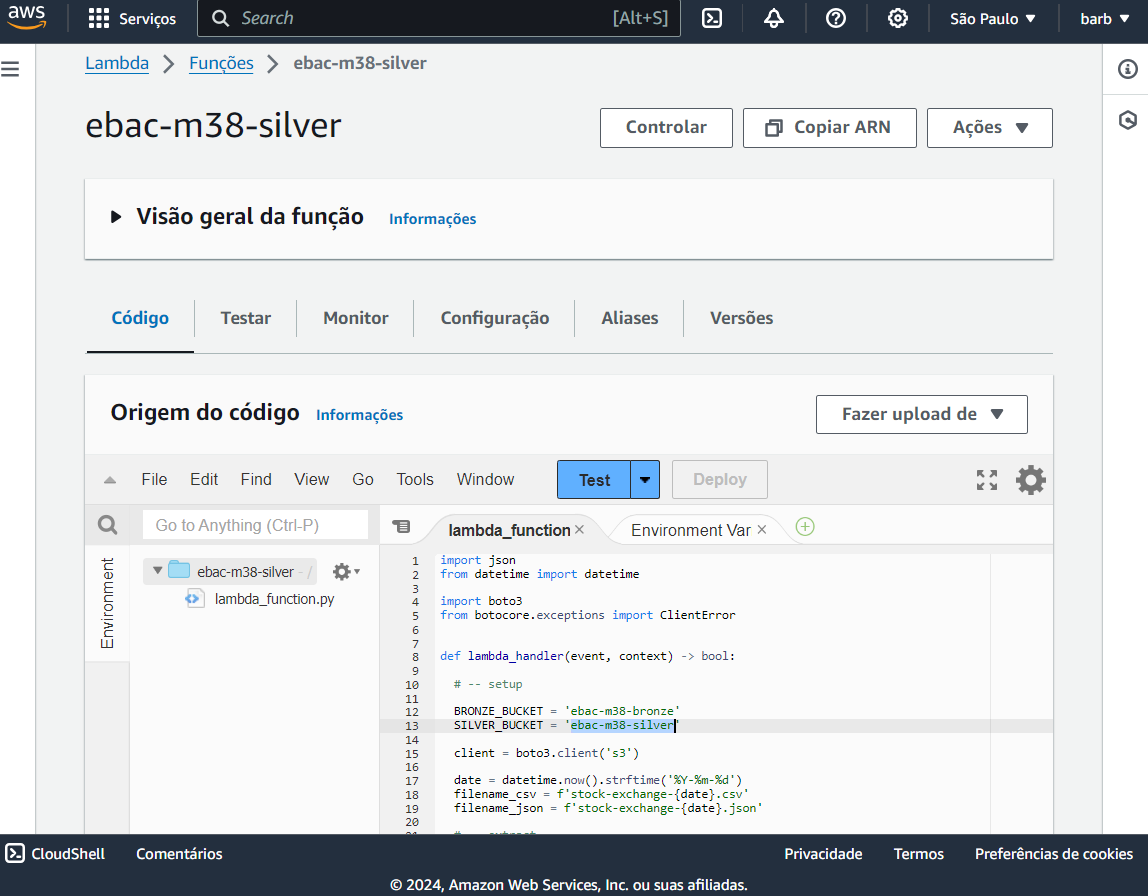 aws Serviços Search [Alt+S] São Paulo barb
Lambda Funções ebac-m38-silver
ebac-m38-silver Controlar Copiar ARN Ações
Visão geral da função Informações
Código Testar Monitor Configuração Aliases Versões
Origem do código Informações Fazer upload de
File Edit Find View Go Tools Window Test Deploy
Go to Anything (Ctrl-P) lambda_function Environment Var
Environment
ebac-m38-silver - /
lambda_function.py
1 import json
2 from datetime import datetime
3
4 import boto3
5 from botocore.exceptions import ClientError
6
7
8 def lambda_handler(event, context) -> bool:
9
10 # -- setup
11
12 BRONZE_BUCKET = 'ebac-m38-bronze'
13 SILVER_BUCKET = 'ebac-m38-silver'
14
15 client = boto3.client('s3')
16
17 date = datetime.now().strftime('%Y-%m-%d')
18 filename_csv = f'stock-exchange-{date}.csv'
19 filename_json = f'stock-exchange-{date}.json'
20
CloudShell Comentários Privacidade Termos Preferências de cookies
© 2024, Amazon Web Services, Inc. ou suas afiliadas.